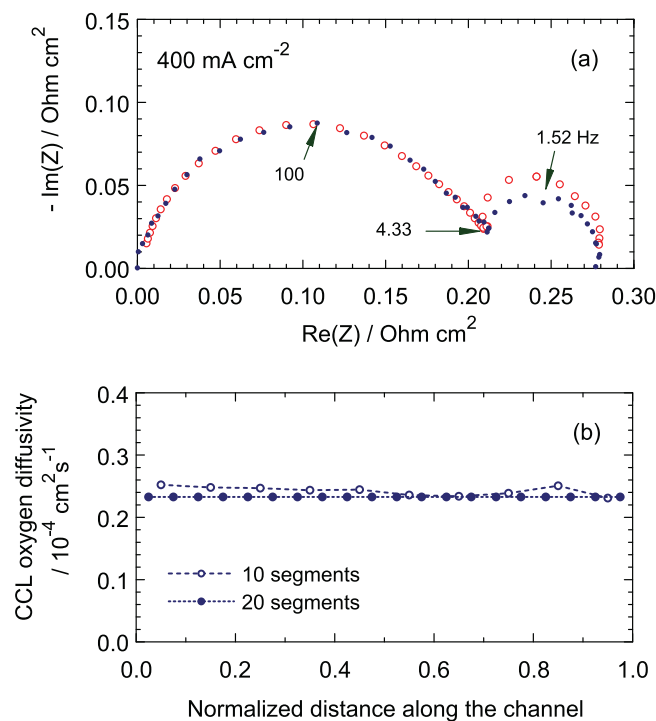 0.15
400 mA cm-2
(a)
0.10
1.52 Hz
100
0.05
4.33
0.00
- Im(Z) / Ohm cm2
0.00 0.05 0.10 0.15 0.20 0.25 0.30
Re(Z) / Ohm cm2
0.4
(b)
0.3
0.2
10 segments
20 segments
0.1
0.0
CCL oxygen diffusivity
/ 10-4 cm2 s-1
0.0 0.2 0.4 0.6 0.8 1.0
Normalized distance along the channel